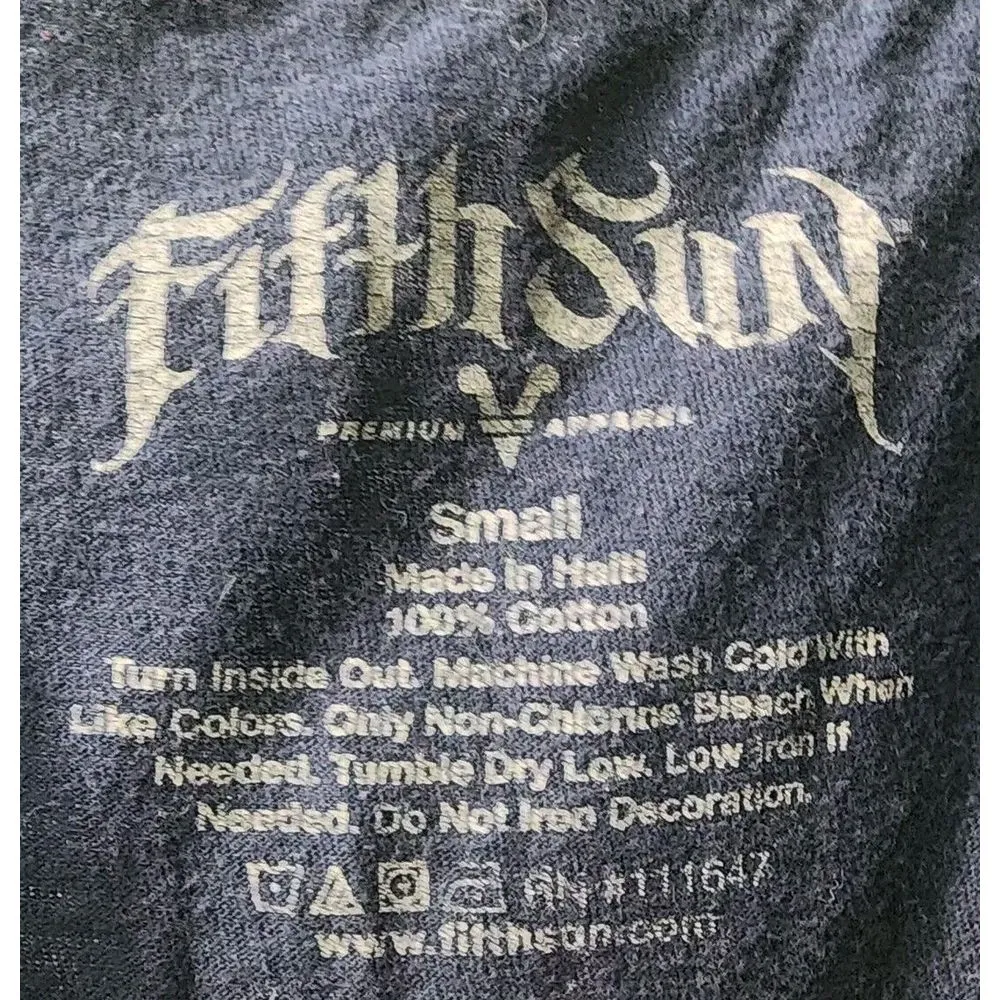 Fifth Sun
PREMIUM APPAREL
Small
Made In Haiti
100% Cotton
Turn Inside Out. Machine Wash Cold With
Like Colors. Only Non-Chlorine Bleach When
Needed. Tumble Dry Low. Low Iron If
Needed. Do Not Iron Decoration.
RN #111647
www.fifthsun.com